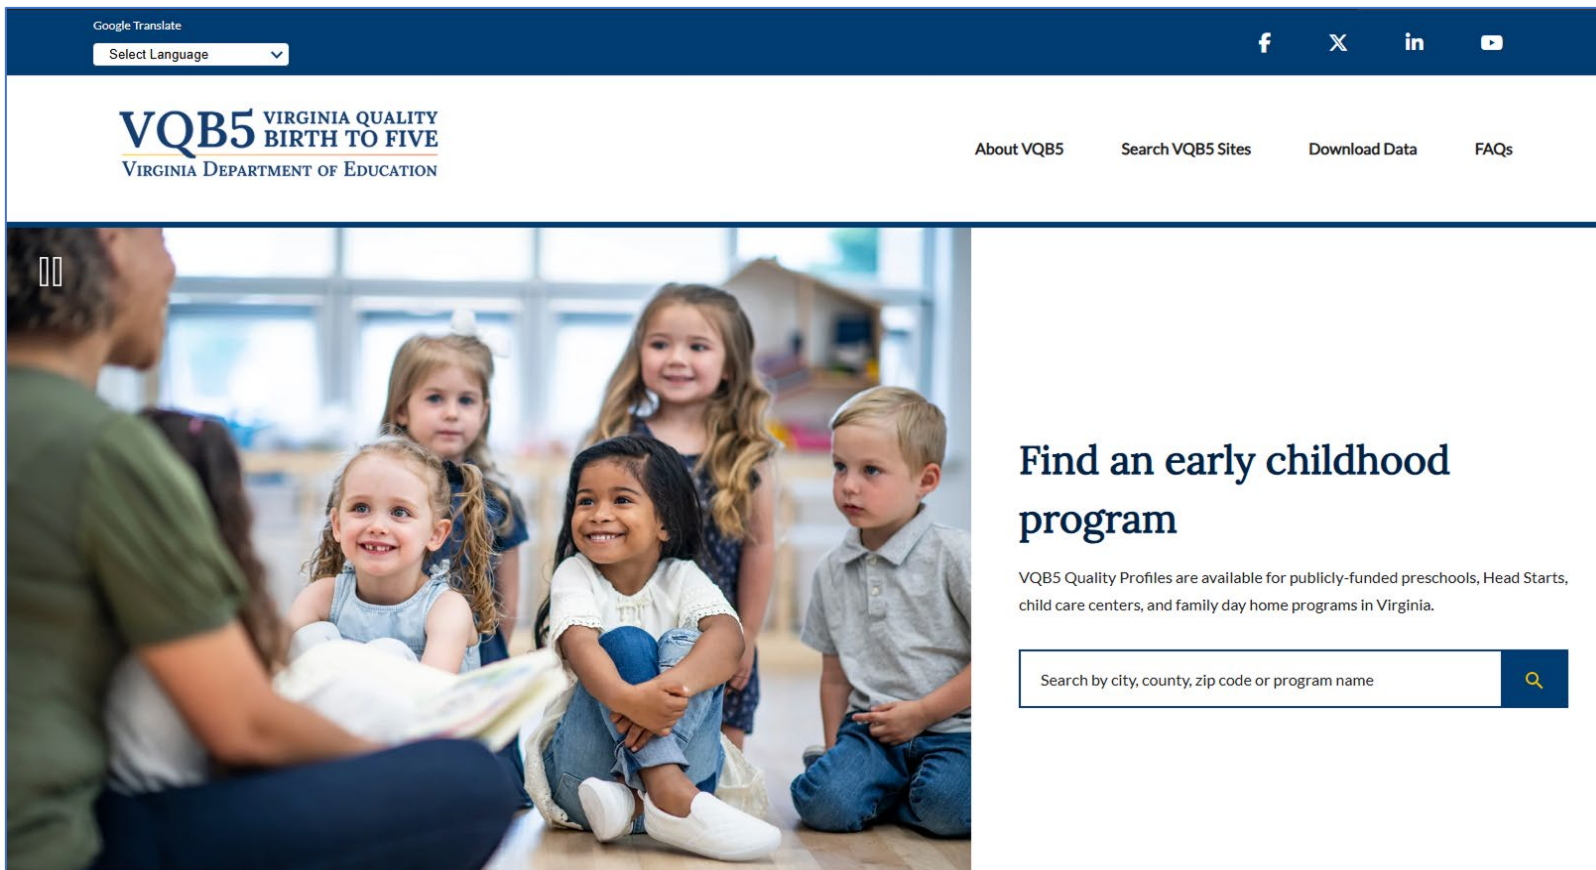 Google Translate
Select Language
VQB5 VIRGINIA QUALITY
BIRTH TO FIVE
VIRGINIA DEPARTMENT OF EDUCATION
About VQB5 Search VQB5 Sites Download Data FAQs
Find an early childhood
program
VQB5 Quality Profiles are available for publicly-funded preschools, Head Starts,
child care centers, and family day home programs in Virginia.
Search by city, county, zip code or program name